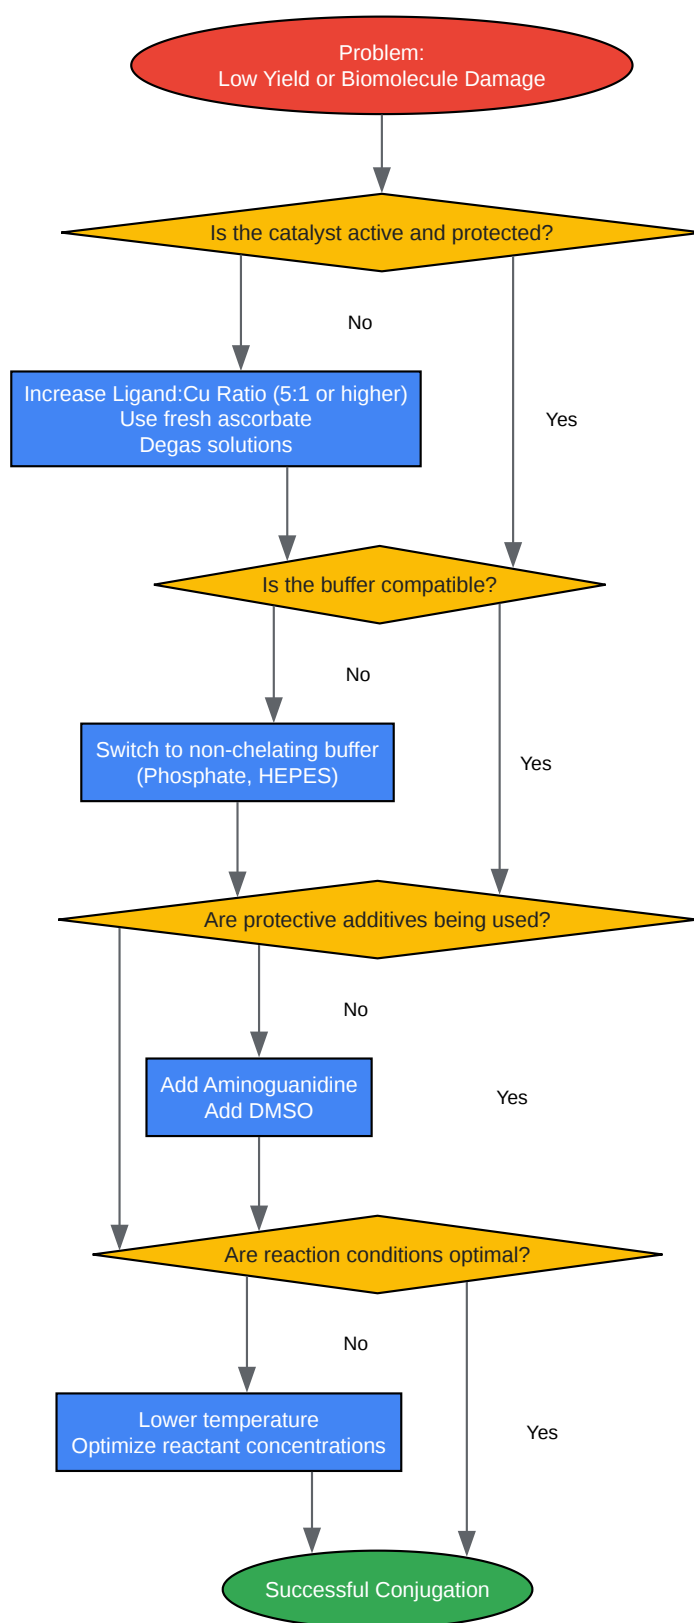 Problem:
Low Yield or Biomolecule Damage
Is the catalyst active and protected?
No
Increase Ligand:Cu Ratio (5:1 or higher)
Use fresh ascorbate
Degas solutions
Yes
Is the buffer compatible?
No
Switch to non-chelating buffer
(Phosphate, HEPES)
Yes
Are protective additives being used?
No
Add Aminoguanidine
Add DMSO
Yes
Are reaction conditions optimal?
No
Lower temperature
Optimize reactant concentrations
Yes
Successful Conjugation